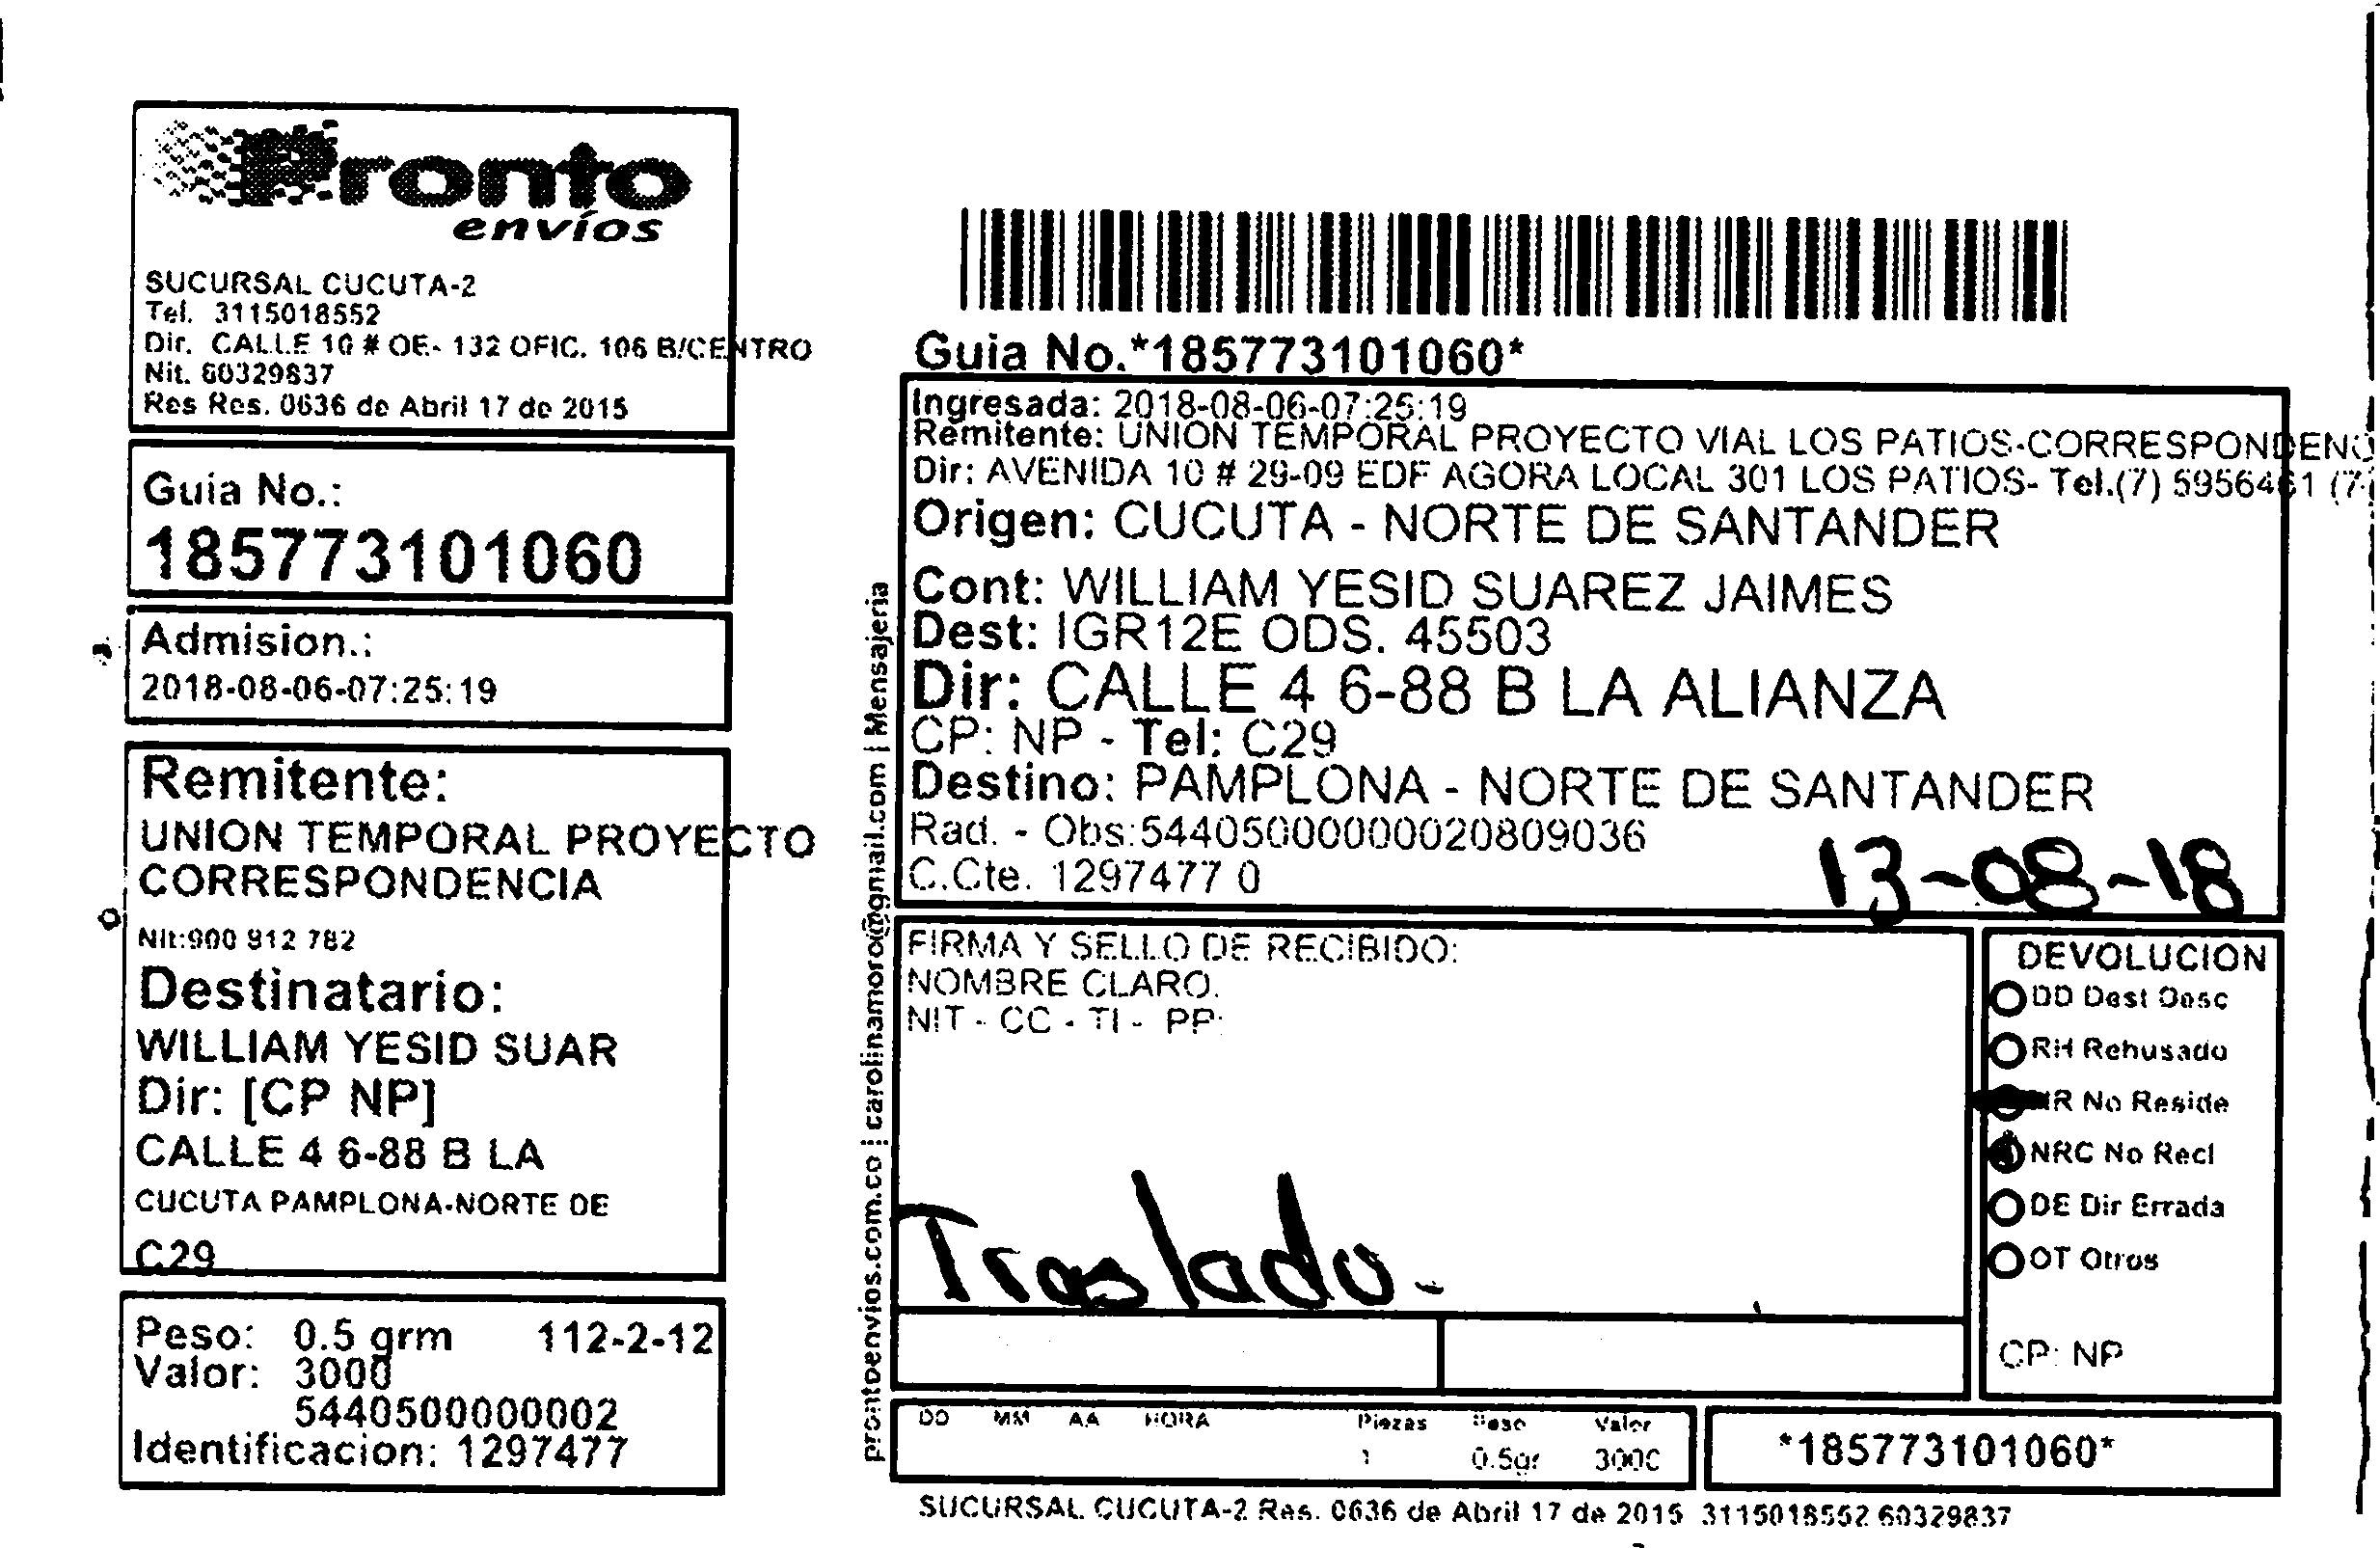 Pronto
envíos
SUCURSAL CUCUTA-2
Tel. 3115018552
Dir. CALLE 10 # OE- 132 OFIC. 106 B/CENTRO
Nit. 60329837
Res Res. 0636 de Abril 17 de 2015
Guia No.:
185773101060
Admision.:
2018-08-06-07:25:19
Remitente:
UNION TEMPORAL PROYECTO
CORRESPONDENCIA
Nit:900 912 782
Destinatario:
WILLIAM YESID SUAR
Dir: [CP NP]
CALLE 4 6-88 B LA
CUCUTA PAMPLONA-NORTE DE
C29
Peso: 0.5 grm 112-2-12
Valor: 3000
5440500000002
Identificacion: 1297477
prontoenvios.com.co | carolinamoro@gmail.com | Mensajeria
Guia No.*185773101060*
Ingresada: 2018-08-06-07:25:19
Remitente: UNION TEMPORAL PROYECTO VIAL LOS PATIOS-CORRESPONDENC
Dir: AVENIDA 10 # 29-09 EDF AGORA LOCAL 301 LOS PATIOS- Tel.(7) 5956461 (7
Origen: CUCUTA - NORTE DE SANTANDER
Cont: WILLIAM YESID SUAREZ JAIMES
Dest: IGR12E ODS. 45503
Dir: CALLE 4 6-88 B LA ALIANZA
CP: NP - Tel: C29
Destino: PAMPLONA - NORTE DE SANTANDER
Rad. - Obs:5440500000020809036
C.Cte. 1297477 0
13-08-18
FIRMA Y SELLO DE RECIBIDO:
NOMBRE CLARO.
NIT - CC - TI - PP:
Traslado.
DEVOLUCION
DD Dest Desc
RH Rehusado
NR No Reside
NRC No Recl
DE Dir Errada
OT Otros
CP: NP
DD MM AA HORA Piezas Peso Valor
1 0.5gr 3000
*185773101060*
SUCURSAL CUCUTA-2 Res. 0636 de Abril 17 de 2015 3115018552 60329837